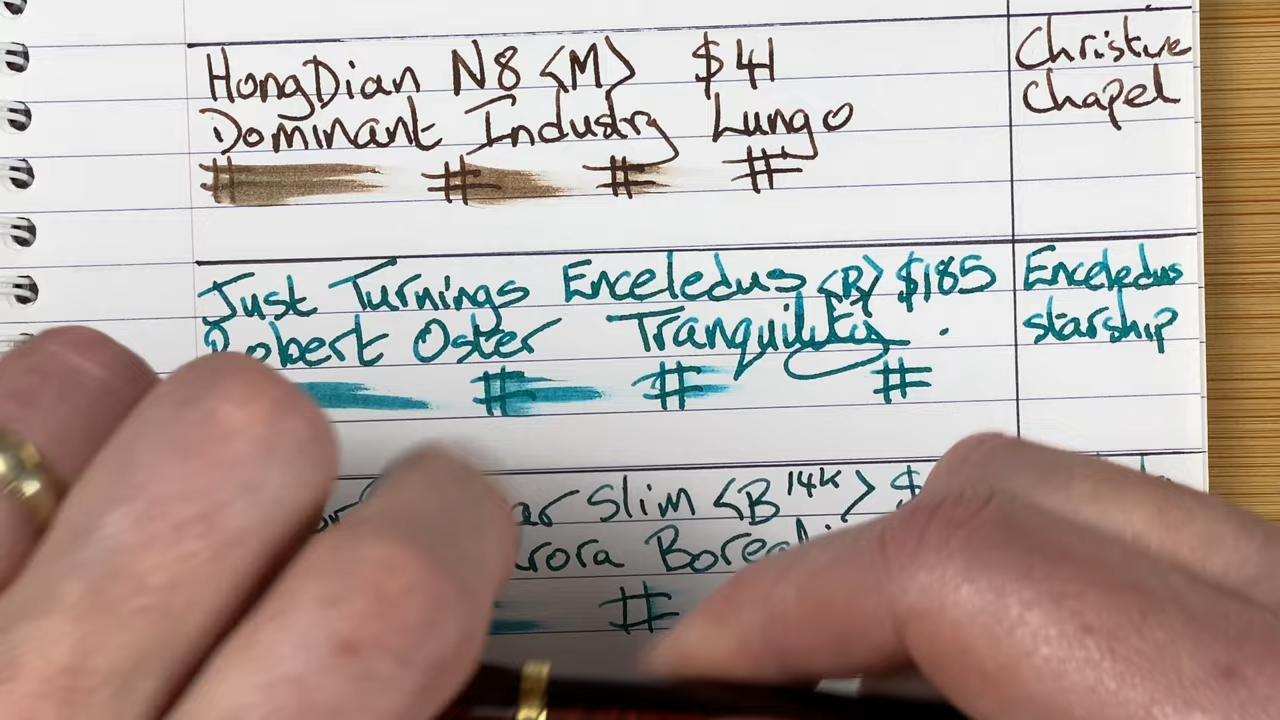 HongDian N8 <M> $41
Christine
Chapel
Dominant Industry Lungo
# # # #
Just Turnings Enceledus <B> $185
Enceledus
starship
Robert Oster Tranquility.
# # #
Slim <B 14K> $
#